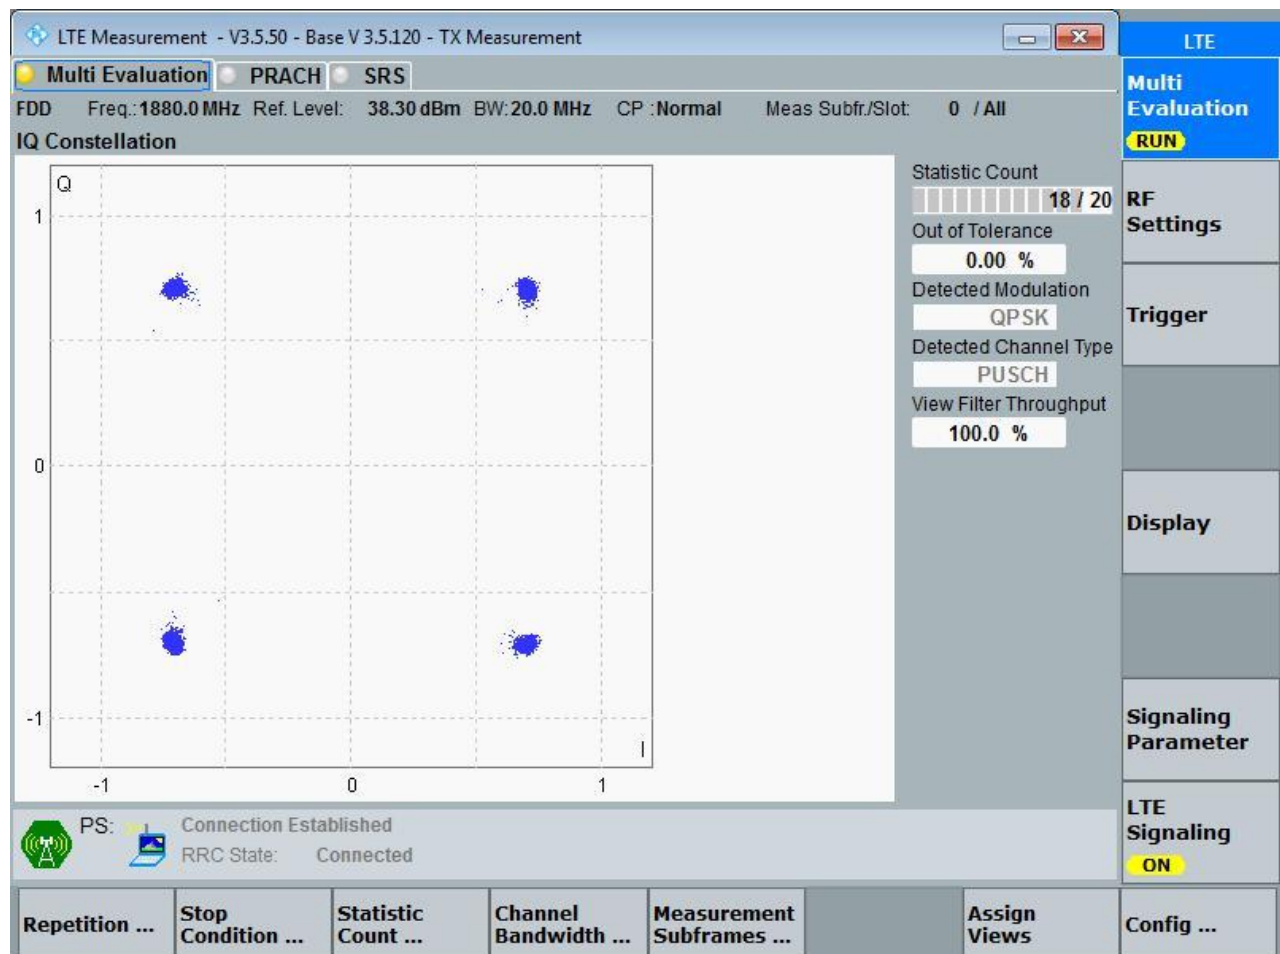 LTE Measurement - V3.5.50 - Base V 3.5.120 - TX Measurement
LTE
Multi Evaluation PRACH SRS
Multi
Evaluation
RUN
FDD Freq.:1880.0 MHz Ref. Level: 38.30 dBm BW:20.0 MHz CP :Normal Meas Subfr./Slot: 0 / All
IQ Constellation
Q
1
0
-1
I
-1 0 1
Statistic Count
18 / 20
Out of Tolerance
0.00 %
Detected Modulation
QPSK
Detected Channel Type
PUSCH
View Filter Throughput
100.0 %
RF
Settings
Trigger
Display
Signaling
Parameter
LTE
Signaling
ON
PS: Connection Established
RRC State: Connected
Repetition ...
Stop
Condition ...
Statistic
Count ...
Channel
Bandwidth ...
Measurement
Subframes ...
Assign
Views
Config ...